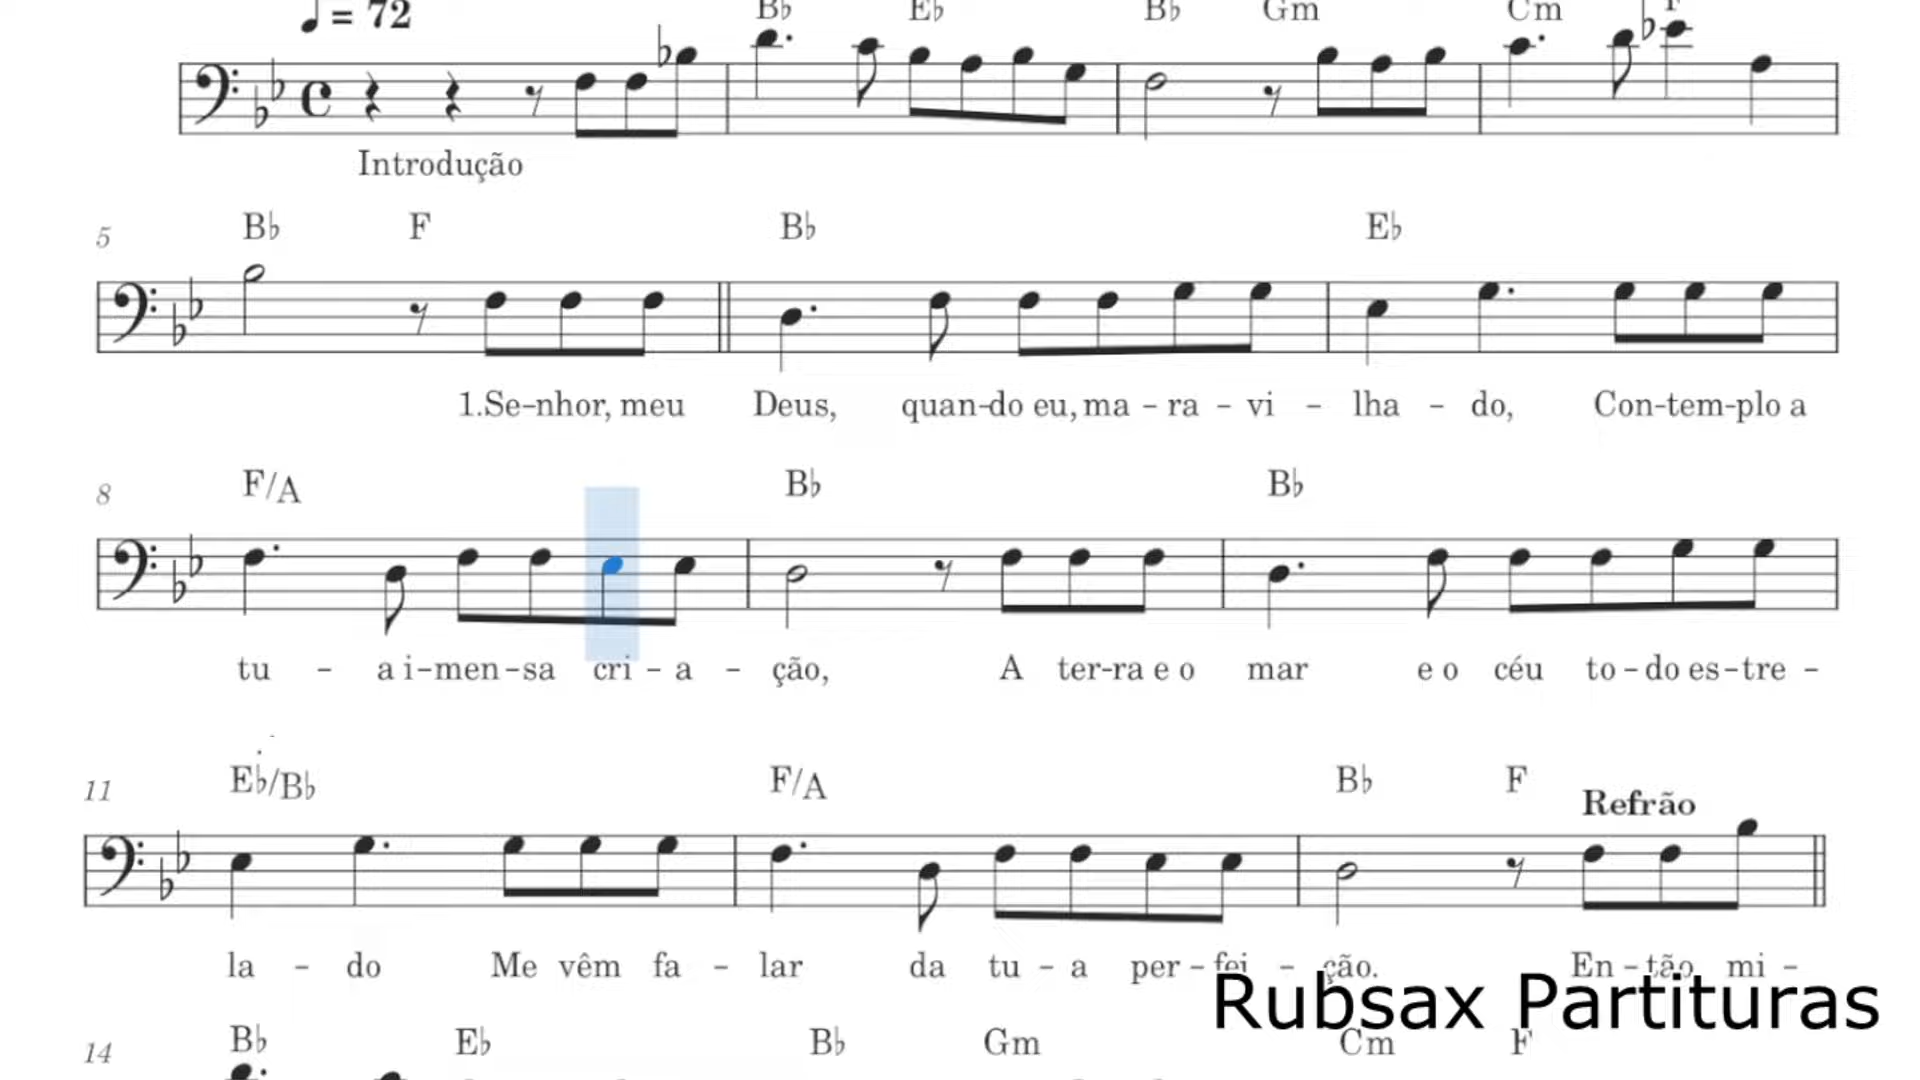 = 72
B♭ E♭ B♭ Gm Cm F
Introdução
5 B♭ F B♭ E♭
1.Se-nhor, meu Deus, quan-do eu, ma - ra - vi - lha - do, Con-tem-plo a
8 F/A B♭ B♭
tu - a i-men-sa cri - a - ção, A ter-ra e o mar e o céu to-do es-tre -
11 E♭/B♭ F/A B♭ F
Refrão
la - do Me vêm fa - lar da tu - a per-fei - ção. En-tão mi -
Rubsax Partituras
14 B♭ E♭ B♭ Gm Cm F